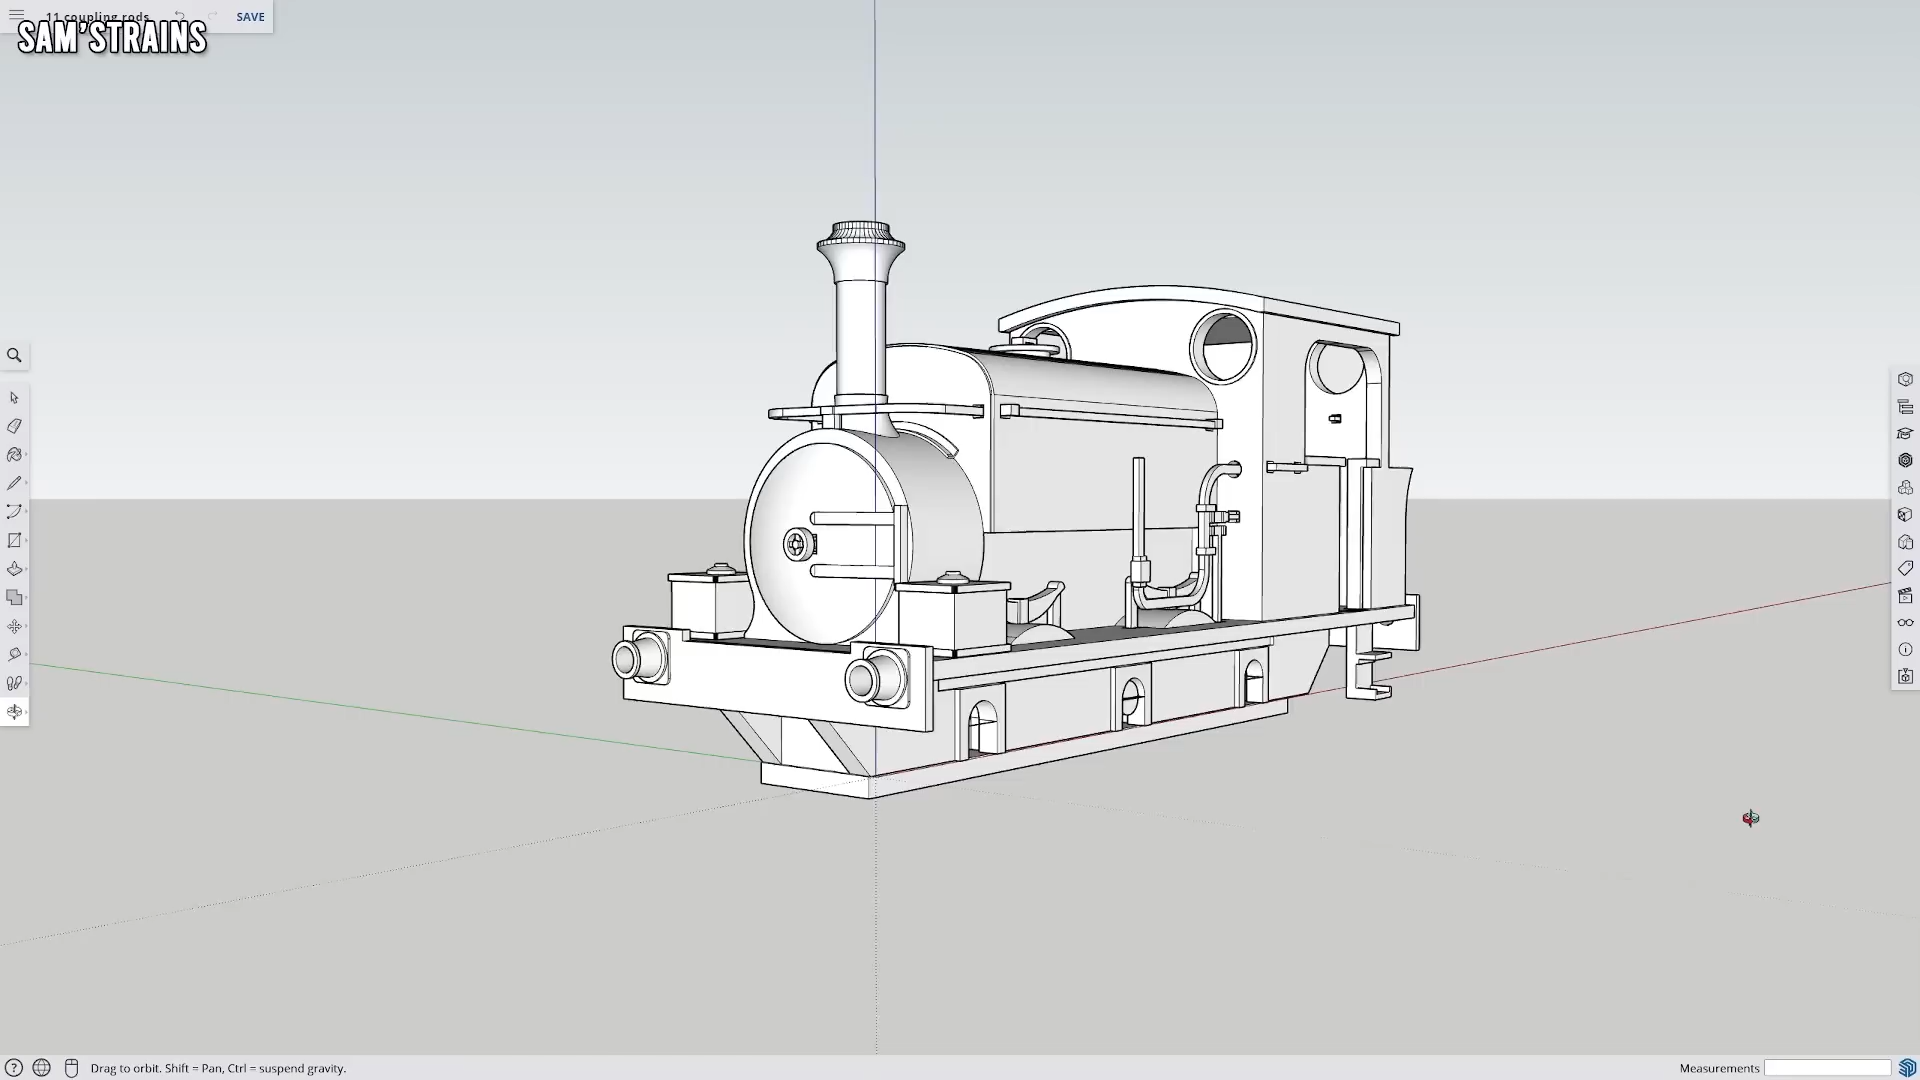 11 coupling rods
SAVE
SAM'STRAINS
Drag to orbit. Shift = Pan, Ctrl = suspend gravity.
Measurements